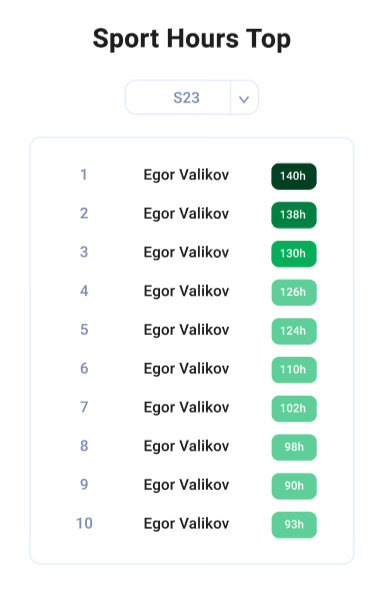 Sport Hours Top
S23
1 Egor Valikov 140h
2 Egor Valikov 138h
3 Egor Valikov 130h
4 Egor Valikov 126h
5 Egor Valikov 124h
6 Egor Valikov 110h
7 Egor Valikov 102h
8 Egor Valikov 98h
9 Egor Valikov 90h
10 Egor Valikov 93h